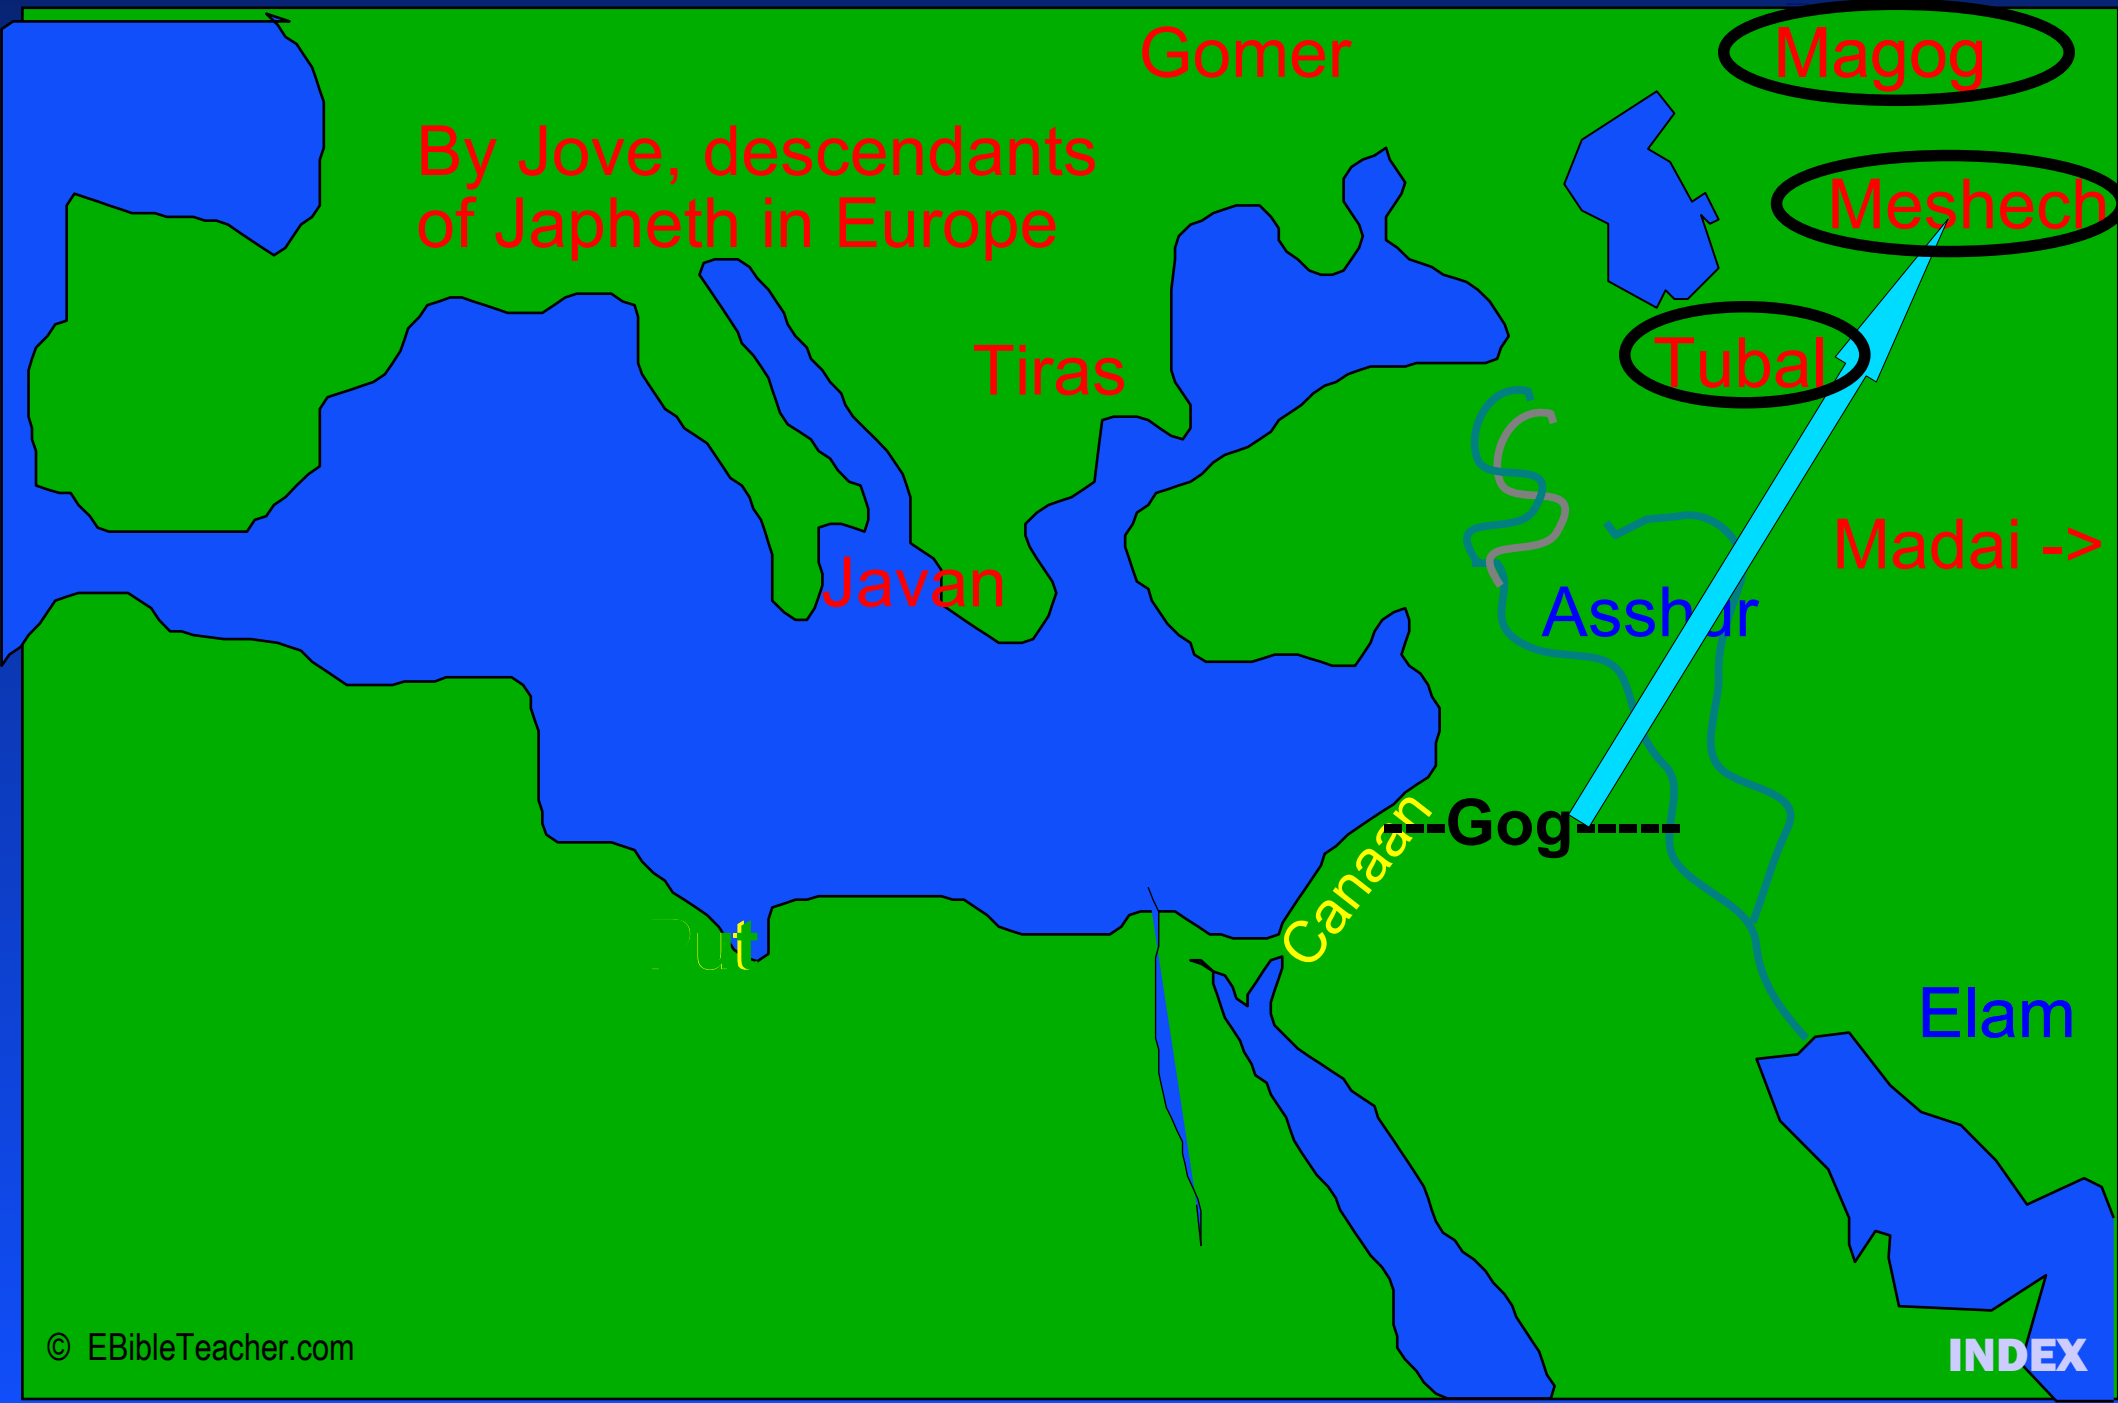 Gomer
Magog
By Jove, descendants
of Japheth in Europe
Meshech
Tiras
Tubal
Madai ->
Javan
Asshur
---Gog-----
Canaan
Put
Elam
© EBibleTeacher.com
INDEX